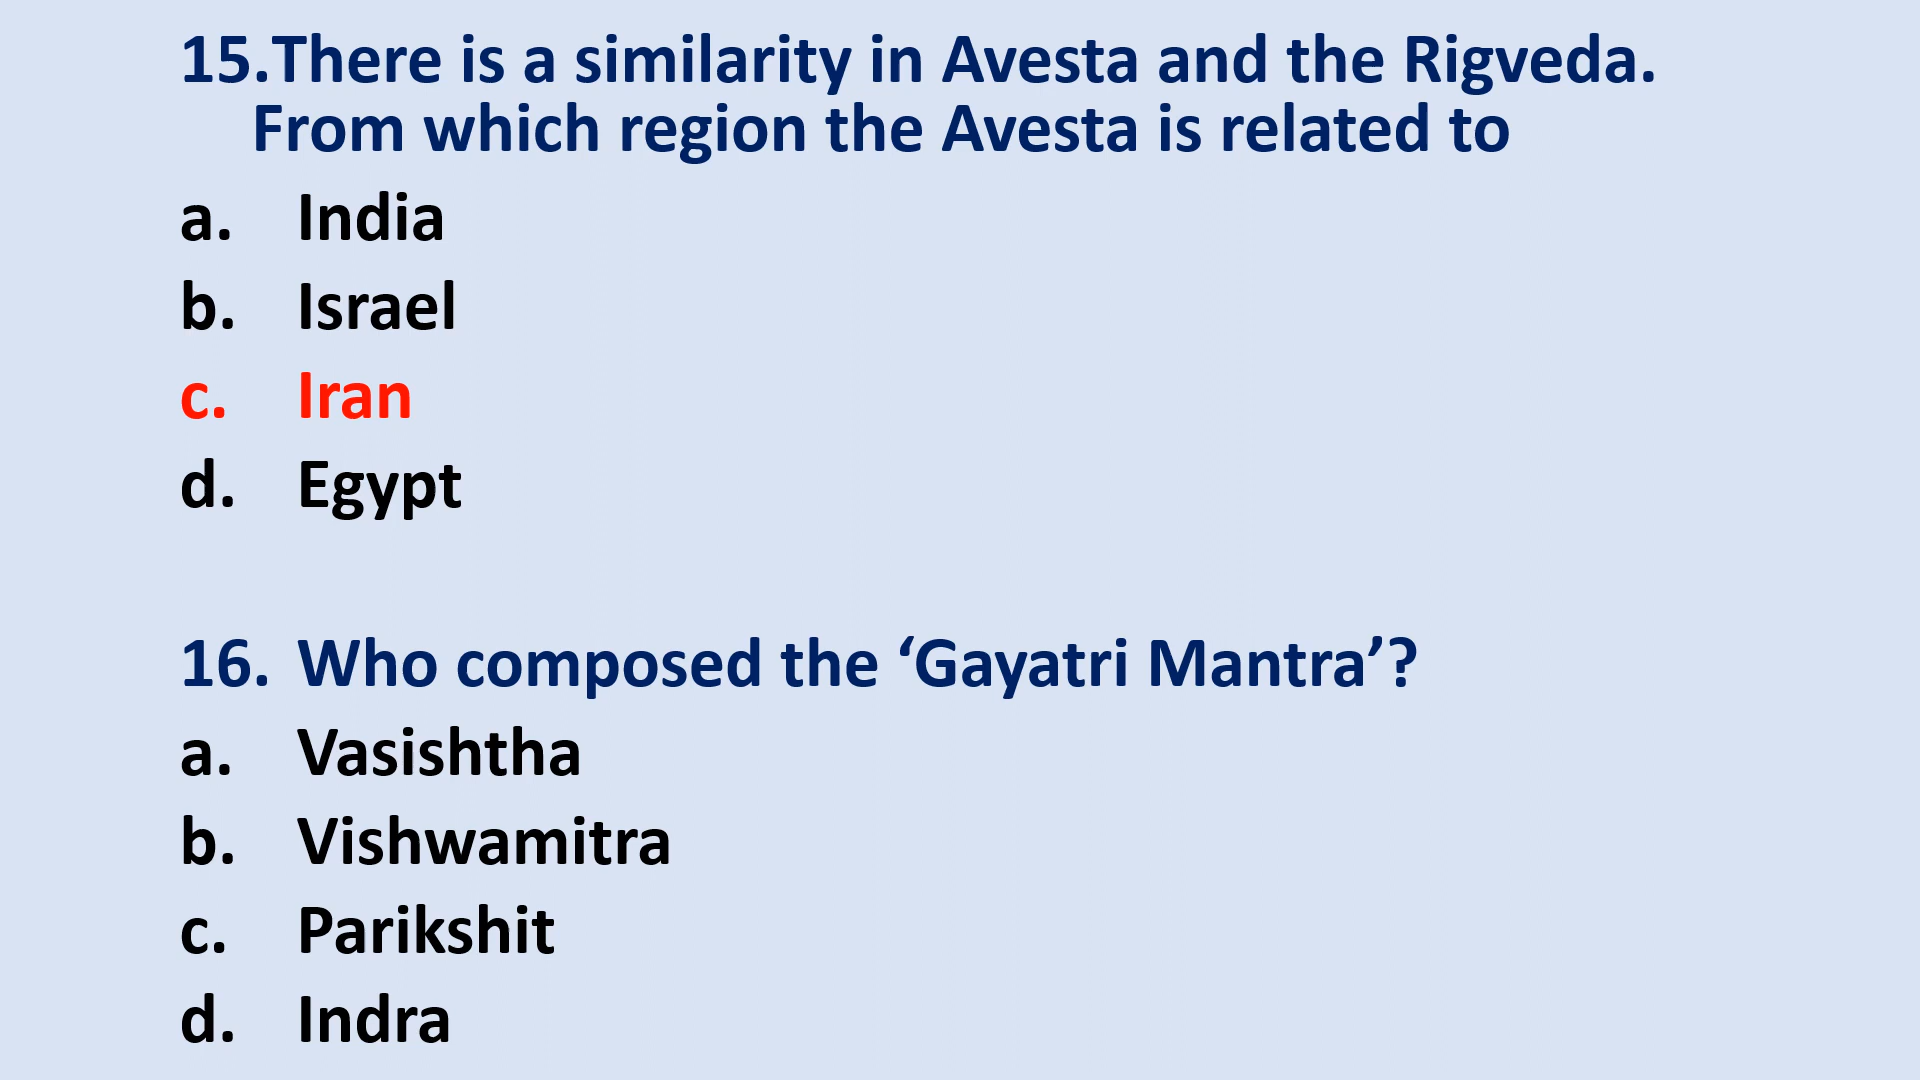 15.There is a similarity in Avesta and the Rigveda.
From which region the Avesta is related to
a. India
b. Israel
c. Iran
d. Egypt
16. Who composed the ‘Gayatri Mantra’?
a. Vasishtha
b. Vishwamitra
c. Parikshit
d. Indra